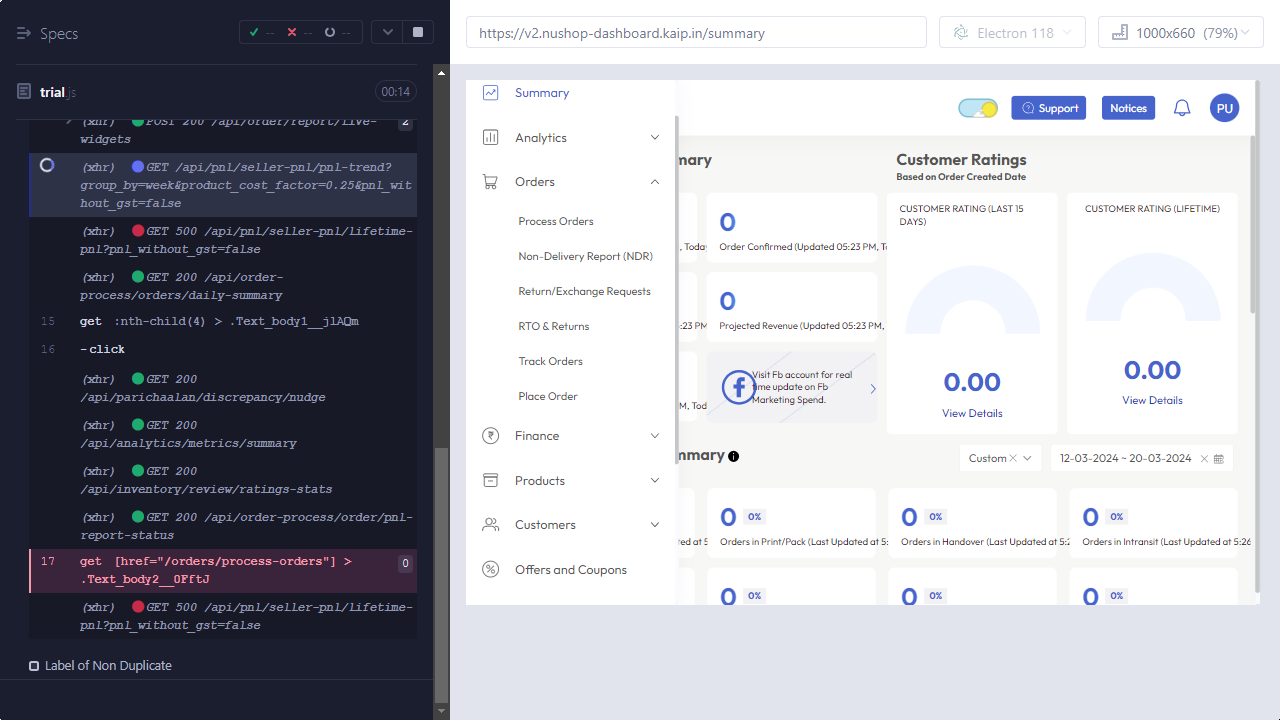 Specs
--
--
--
trial.js
00:14
(xhr) POST 200 /api/order/report/live-
widgets
2
(xhr) GET /api/pnl/seller-pnl/pnl-trend?
group_by=week&product_cost_factor=0.25&pnl_wit
hout_gst=false
(xhr) GET 500 /api/pnl/seller-pnl/lifetime-
pnl?pnl_without_gst=false
(xhr) GET 200 /api/order-
process/orders/daily-summary
15 get :nth-child(4) > .Text_body1__jlAQm
16 -click
(xhr) GET 200
/api/parichaalan/discrepancy/nudge
(xhr) GET 200
/api/analytics/metrics/summary
(xhr) GET 200
/api/inventory/review/ratings-stats
(xhr) GET 200 /api/order-process/order/pnl-
report-status
17 get [href="/orders/process-orders"] >
.Text_body2__0FftJ
0
(xhr) GET 500 /api/pnl/seller-pnl/lifetime-
pnl?pnl_without_gst=false
Label of Non Duplicate
https://v2.nushop-dashboard.kaip.in/summary
Electron 118
1000x660 (79%)
Summary
Analytics
Orders
Process Orders
Non-Delivery Report (NDR)
Return/Exchange Requests
RTO & Returns
Track Orders
Place Order
Finance
Products
Customers
Offers and Coupons
Support
Notices
PU
mary
Customer Ratings
Based on Order Created Date
, Today
0
Order Confirmed (Updated 05:23 PM, T
CUSTOMER RATING (LAST 15
DAYS)
CUSTOMER RATING (LIFETIME)
:23 PM
0
Projected Revenue (Updated 05:23 PM,
M, Tod
Visit Fb account for real
time update on Fb
Marketing Spend.
0.00
View Details
0.00
View Details
mmary
Custom
12-03-2024 ~ 20-03-2024
d at 5
0 0%
Orders in Print/Pack (Last Updated at 5:
0 0%
Orders in Handover (Last Updated at 5:2
0 0%
Orders in Intransit (Last Updated at 5:26
0 0%
0 0%
0 0%